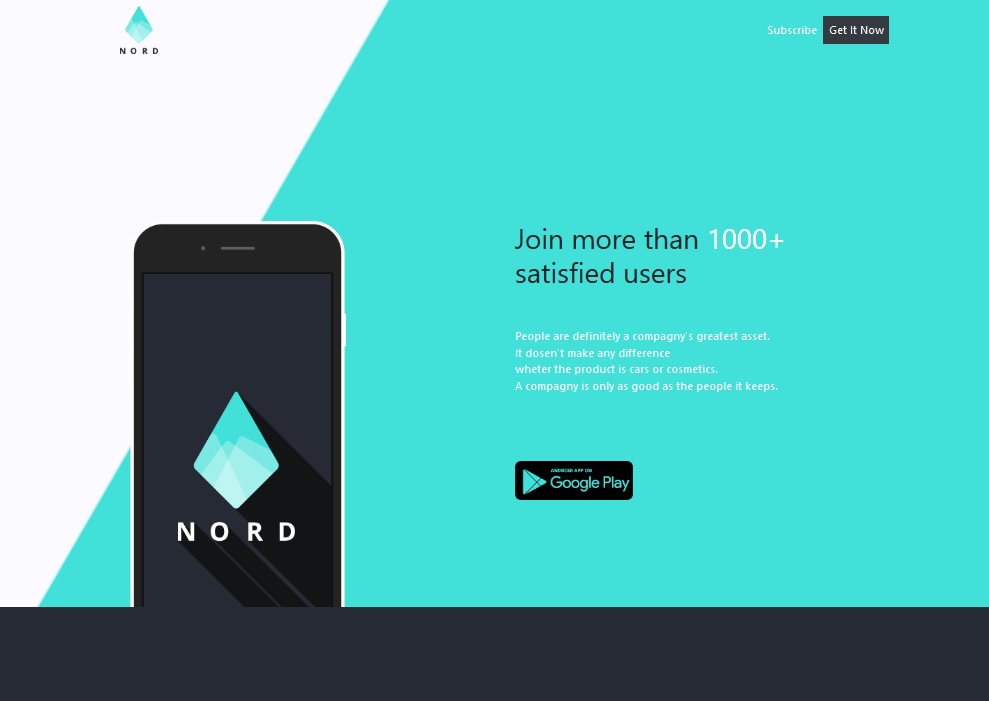 NORD
Subscribe
Get It Now
Join more than 1000+
satisfied users
People are definitely a compagny's greatest asset.
It dosen't make any difference
wheter the product is cars or cosmetics.
A compagny is only as good as the people it keeps.
ANDROID APP ON
Google Play
NORD